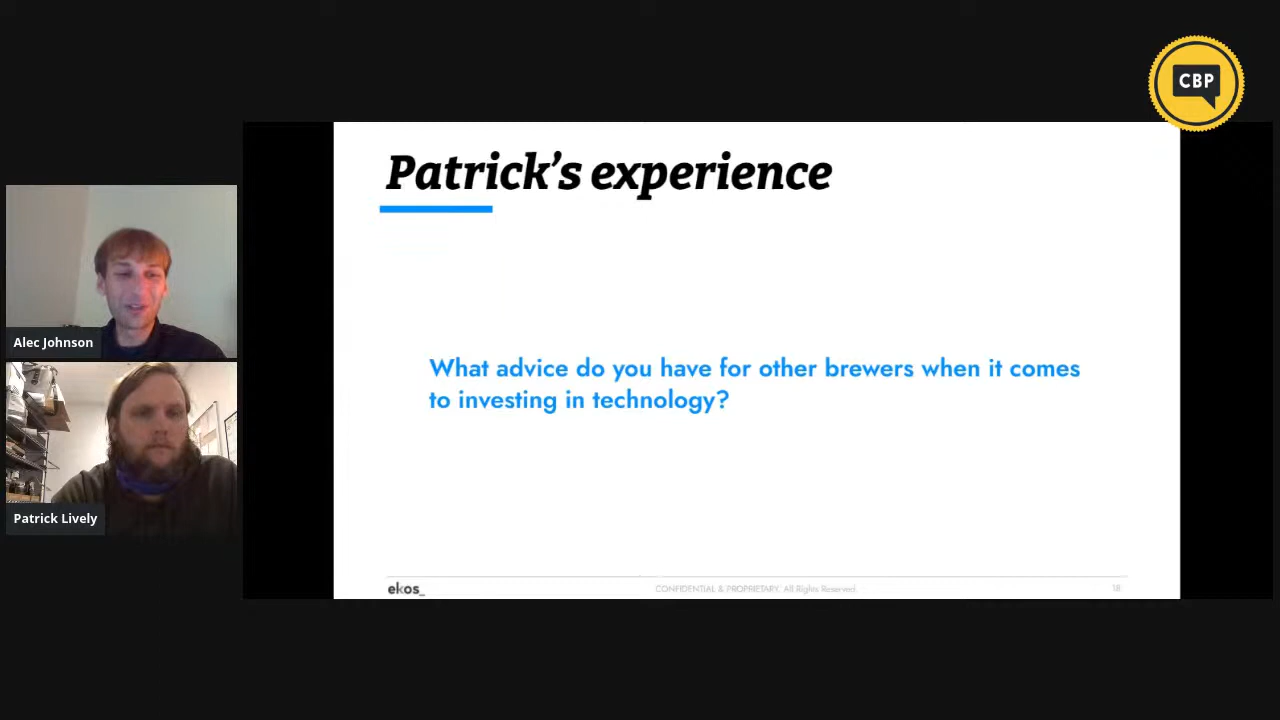 CBP
Patrick's experience
Alec Johnson
What advice do you have for other brewers when it comes
to investing in technology?
Patrick Lively
ekos_
CONFIDENTIAL & PROPRIETARY. All Rights Reserved.
18